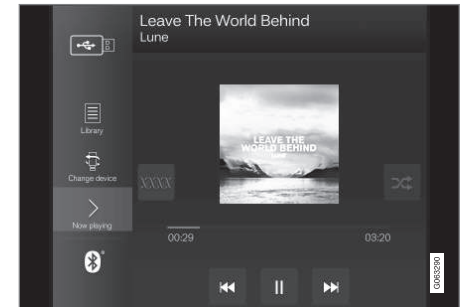 Leave The World Behind
Lune
Library
Change device
Now playing
LEAVE THE
WORLD BEHIND
XXXX
00:29
03:20
G063290